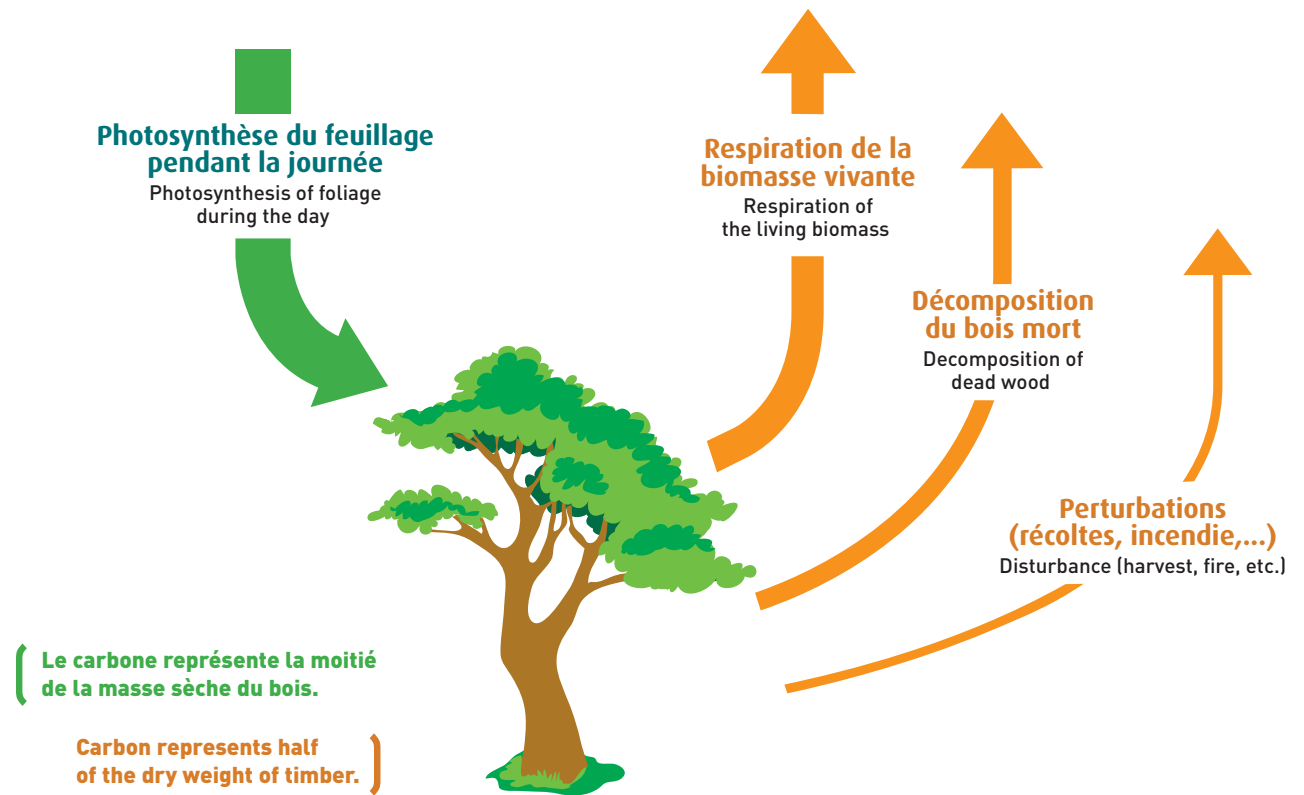 Photosynthèse du feuillage
pendant la journée
Photosynthesis of foliage
during the day
Respiration de la
biomasse vivante
Respiration of
the living biomass
Décomposition
du bois mort
Decomposition of
dead wood
Perturbations
(récoltes, incendie,...)
Disturbance (harvest, fire, etc.)
Le carbone représente la moitié
de la masse sèche du bois.
Carbon represents half
of the dry weight of timber.